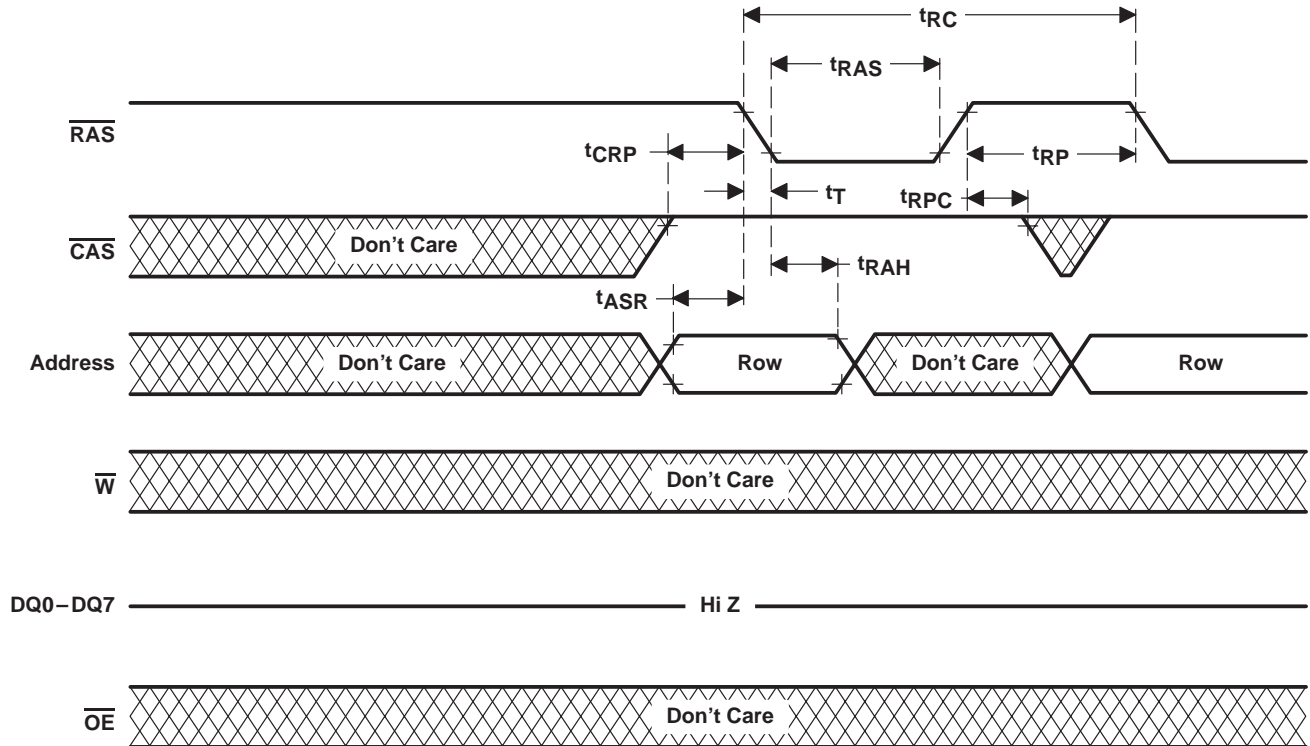 tRC
tRAS
RAS
tCRP
tRP
tT
tRPC
CAS
Don't Care
tRAH
tASR
Address
Don't Care
Row
Don't Care
Row
W
Don't Care
DQ0–DQ7
Hi Z
OE
Don't Care